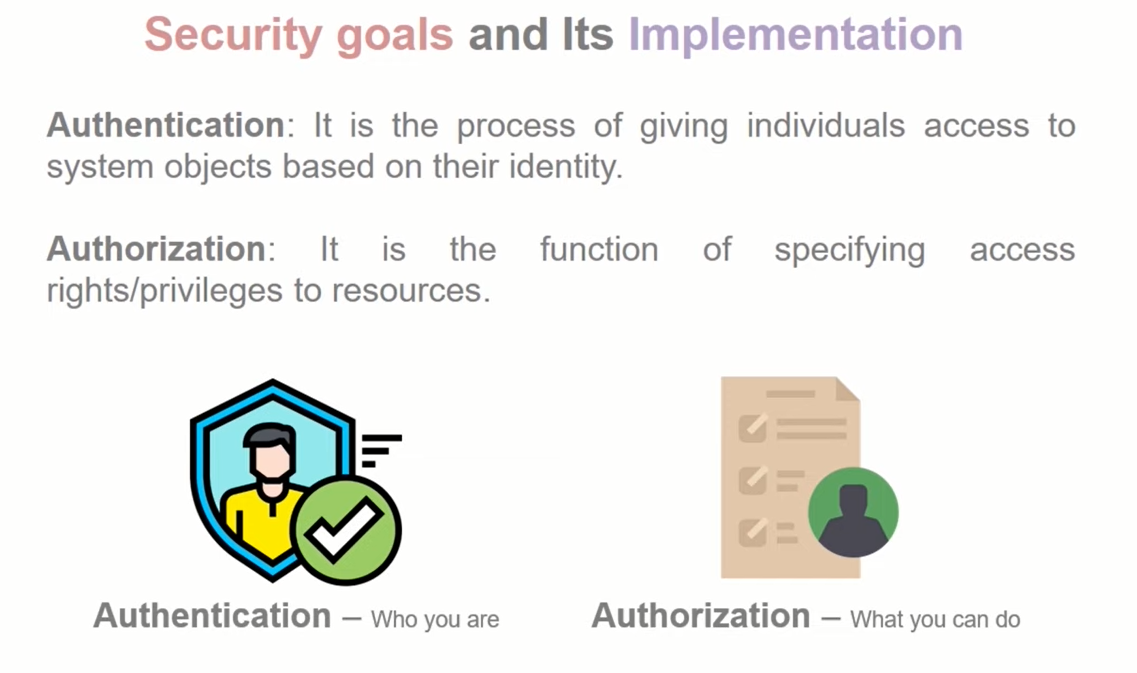 Security goals and Its Implementation
Authentication: It is the process of giving individuals access to
system objects based on their identity.
Authorization: It is the function of specifying access
rights/privileges to resources.
Authentication – Who you are
Authorization – What you can do